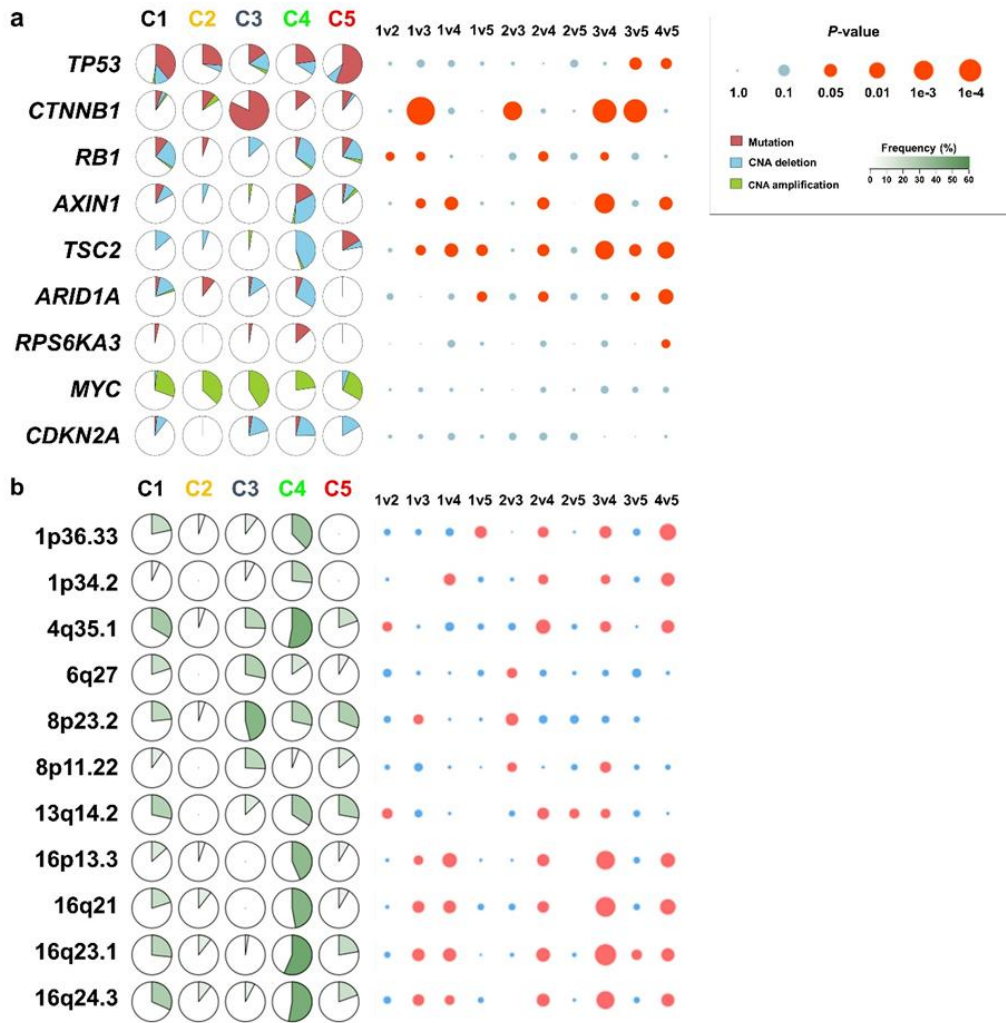 a
C1 C2 C3 C4 C5
1v2 1v3 1v4 1v5 2v3 2v4 2v5 3v4 3v5 4v5
TP53
CTNNB1
RB1
AXIN1
TSC2
ARID1A
RPS6KA3
MYC
CDKN2A
P-value
1.0 0.1 0.05 0.01 1e-3 1e-4
Mutation
CNA deletion
CNA amplification
Frequency (%)
0 10 20 30 40 50 60
b
C1 C2 C3 C4 C5
1v2 1v3 1v4 1v5 2v3 2v4 2v5 3v4 3v5 4v5
1p36.33
1p34.2
4q35.1
6q27
8p23.2
8p11.22
13q14.2
16p13.3
16q21
16q23.1
16q24.3